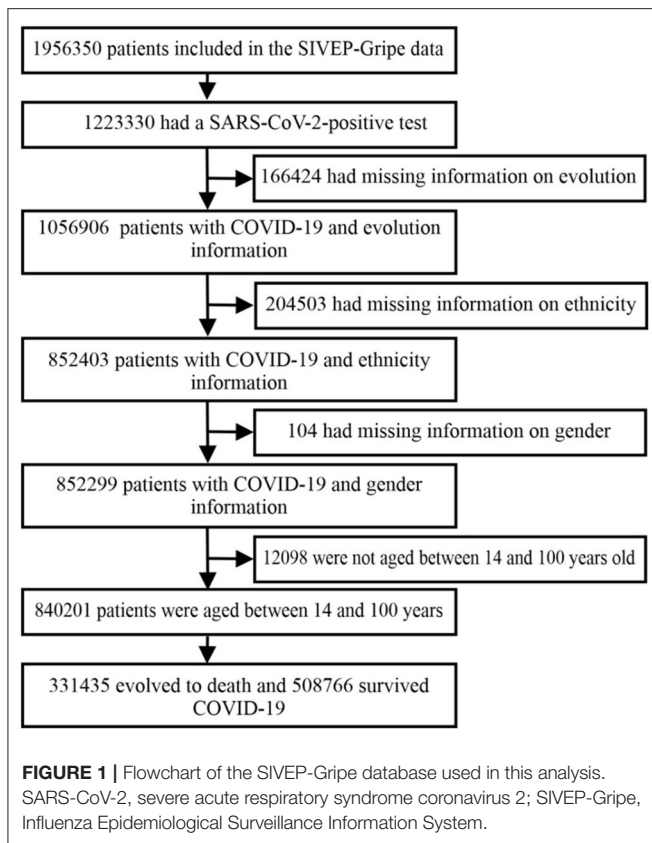 1956350 patients included in the SIVEP-Gripe data
1223330 had a SARS-CoV-2-positive test
166424 had missing information on evolution
1056906 patients with COVID-19 and evolution
information
204503 had missing information on ethnicity
852403 patients with COVID-19 and ethnicity
information
104 had missing information on gender
852299 patients with COVID-19 and gender
information
12098 were not aged between 14 and 100 years old
840201 patients were aged between 14 and 100 years
331435 evolved to death and 508766 survived
COVID-19
FIGURE 1 | Flowchart of the SIVEP-Gripe database used in this analysis.
SARS-CoV-2, severe acute respiratory syndrome coronavirus 2; SIVEP-Gripe,
Influenza Epidemiological Surveillance Information System.